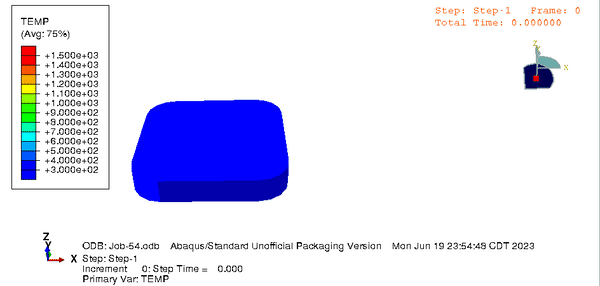 Step: Step-1 Frame: 0
Total Time: 0.000000
TEMP
(Avg: 75%)
+1.500e+03
+1.400e+03
+1.300e+03
+1.200e+03
+1.100e+03
+1.000e+03
+9.000e+02
+8.000e+02
+7.000e+02
+6.000e+02
+5.000e+02
+4.000e+02
+3.000e+02
Z
X
Z
Y
X
ODB: Job-54.odb Abaqus/Standard Unofficial Packaging Version Mon Jun 19 23:54:48 CDT 2023
Step: Step-1
Increment 0: Step Time = 0.000
Primary Var: TEMP